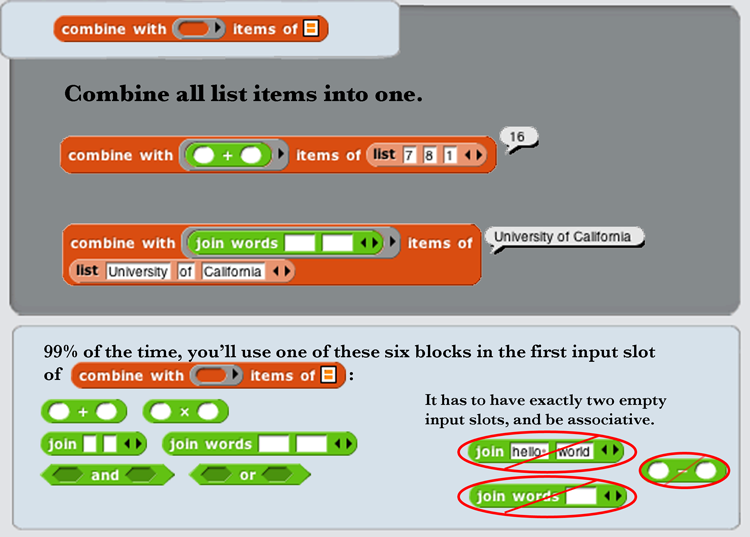 combine with items of
Combine all list items into one.
16
combine with + items of list 7 8 1
University of California
combine with join words items of
list University of California
99% of the time, you'll use one of these six blocks in the first input slot
of combine with items of :
+ ×
It has to have exactly two empty
input slots, and be associative.
join join words
join hello world
−
and or
join words